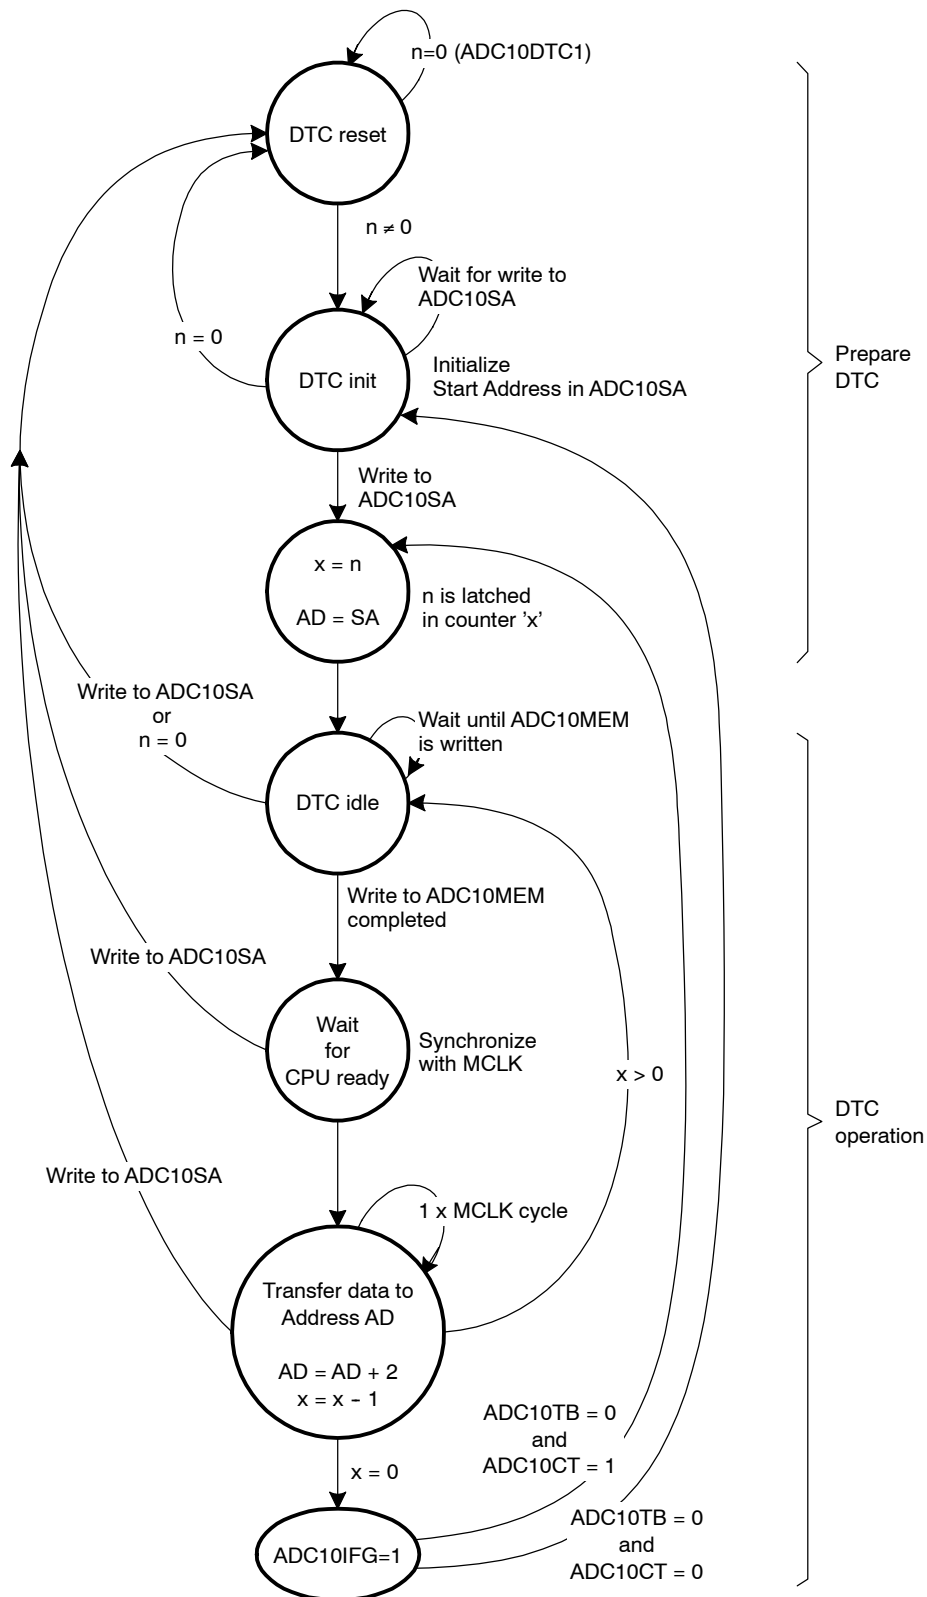 n=0 (ADC10DTC1)
DTC reset
n ≠ 0
Wait for write to
ADC10SA
n = 0
DTC init
Initialize
Start Address in ADC10SA
Prepare
DTC
Write to
ADC10SA
x = n
AD = SA
n is latched
in counter ’x’
Write to ADC10SA
or
n = 0
Wait until ADC10MEM
is written
DTC idle
Write to ADC10MEM
completed
Write to ADC10SA
Wait
for
CPU ready
Synchronize
with MCLK
x > 0
DTC
operation
Write to ADC10SA
1 x MCLK cycle
Transfer data to
Address AD
AD = AD + 2
x = x - 1
ADC10TB = 0
and
ADC10CT = 1
x = 0
ADC10IFG=1
ADC10TB = 0
and
ADC10CT = 0